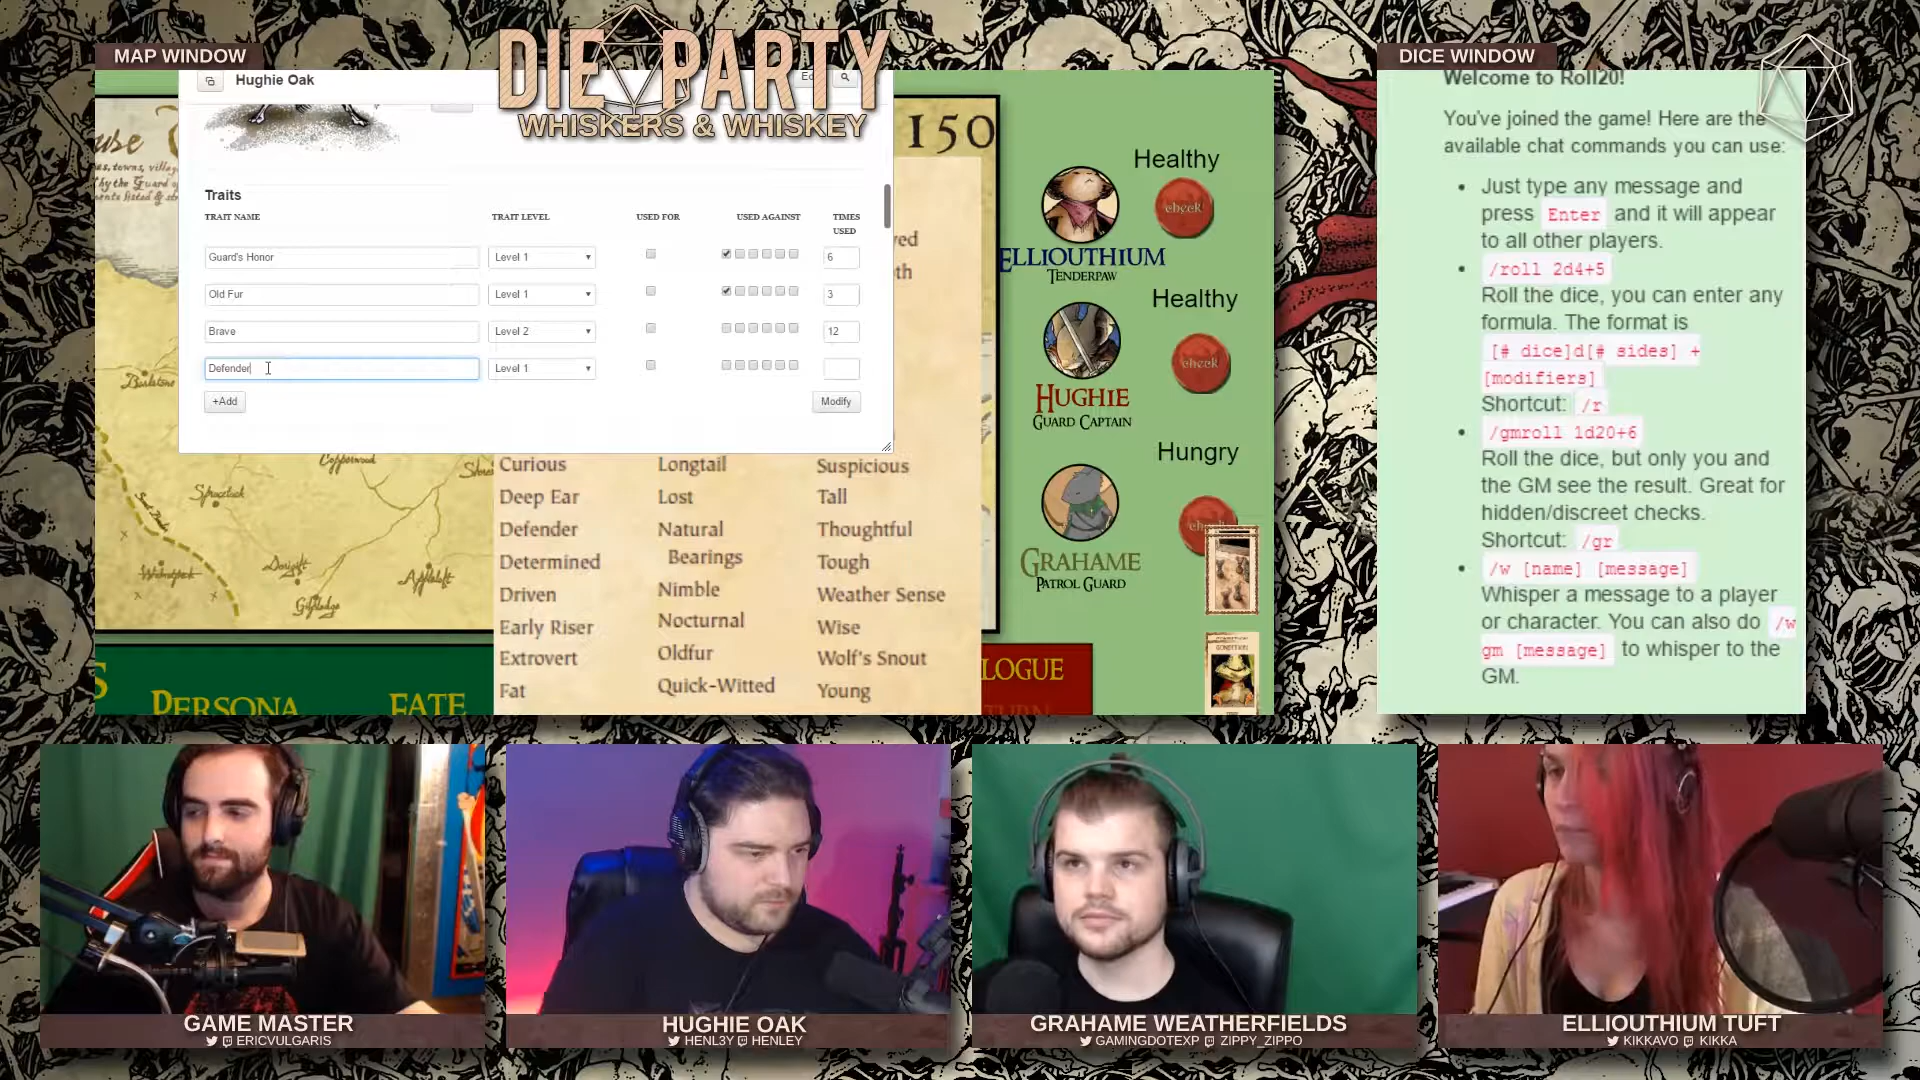 MAP WINDOW
DIE PARTY
WHISKERS & WHISKEY
DICE WINDOW
Hughie Oak
Traits
TRAIT NAME
TRAIT LEVEL
USED FOR
USED AGAINST
TIMES
USED
Guard's Honor
Level 1
6
Old Fur
Level 1
3
Brave
Level 2
12
Defender
Level 1
+Add
Modify
150
Curious
Deep Ear
Defender
Determined
Driven
Early Riser
Extrovert
Fat
Longtail
Lost
Natural
Bearings
Nimble
Nocturnal
Oldfur
Quick-Witted
Suspicious
Tall
Thoughtful
Tough
Weather Sense
Wise
Wolf's Snout
Young
Copperwood
Sprucetuck
Dorigift
Gilpledge
Appleloft
PERSONA
FATE
LOGUE
TURN
Healthy
check
ELLIOUTHIUM
TENDERPAW
Healthy
check
HUGHIE
GUARD CAPTAIN
Hungry
check
GRAHAME
PATROL GUARD
Welcome to Roll20!
You've joined the game! Here are the
available chat commands you can use:
• Just type any message and
press Enter and it will appear
to all other players.
• /roll 2d4+5
Roll the dice, you can enter any
formula. The format is
[# dice]d[# sides] +
[modifiers]
Shortcut: /r
• /gmroll 1d20+6
Roll the dice, but only you and
the GM see the result. Great for
hidden/discreet checks.
Shortcut: /gr
• /w [name] [message]
Whisper a message to a player
or character. You can also do /w
gm [message] to whisper to the
GM.
GAME MASTER
ERICVULGARIS
HUGHIE OAK
HENL3Y HENLEY
GRAHAME WEATHERFIELDS
GAMINGDOTEXP ZIPPY_ZIPPO
ELLIOUTHIUM TUFT
KIKKAVO KIKKA